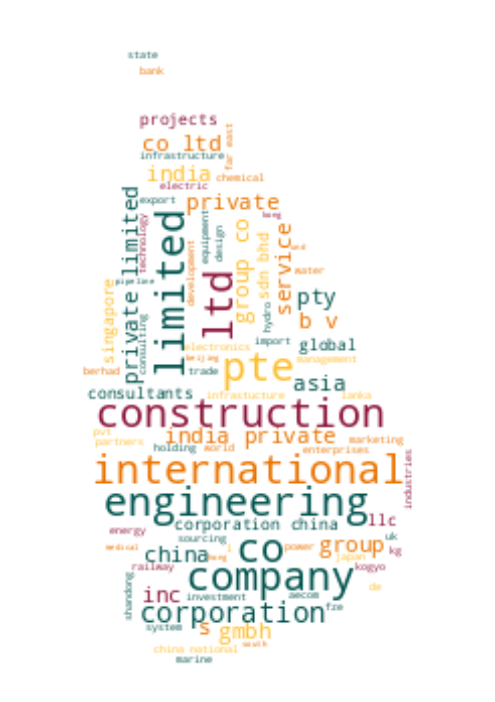 state
bank
projects
far east
co ltd
infrastructure
india
chemical
electric
private limited
export
private
limited
technology
equipment
design
group co
hong
sdn bhd
service
development
pipeline
ltd
water
singapore
hydro
pty
b v
consulting
import
global
electronics
beijing
management
berhad
trade
pte
asia
consultants
infrastucture
lanka
construction
pvt
partners
india private
marketing
holding
world
enterprises
international
industries
engineering
corporation china
llc
energy
sourcing
co
uk
medical
china
power
japan
group
kg
railway
kogyo
company
de
shandong
inc
investment
aecom
corporation
fze
system
s
gmbh
south
china national
marine